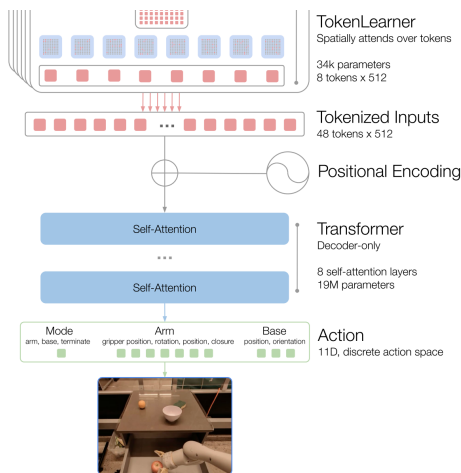 TokenLearner
Spatially attends over tokens
34k parameters
8 tokens x 512
Tokenized Inputs
48 tokens x 512
Positional Encoding
Self-Attention
Self-Attention
Transformer
Decoder-only
8 self-attention layers
19M parameters
Mode
arm, base, terminate
Arm
gripper position, rotation, position, closure
Base
position, orientation
Action
11D, discrete action space